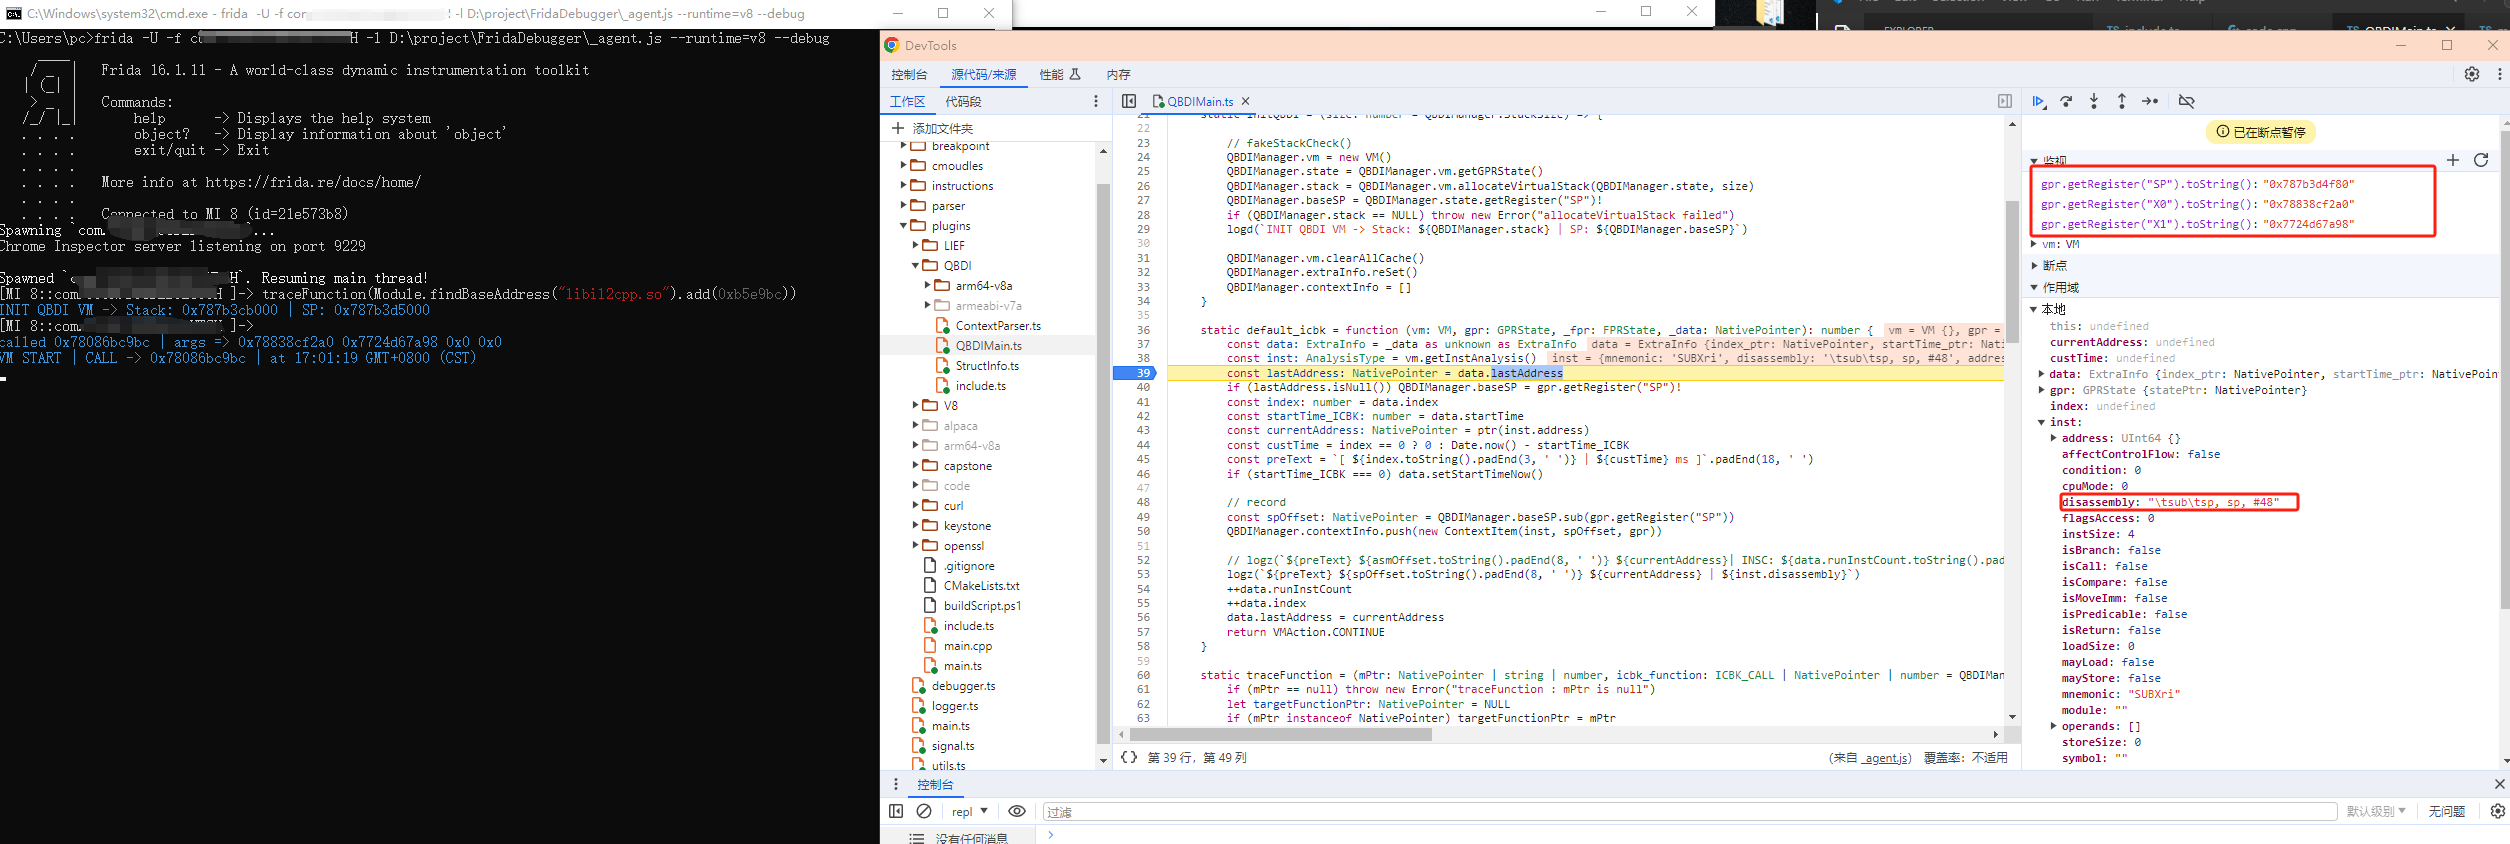 C:\Windows\system32\cmd.exe - frida -U -f co -l D:\project\FridaDebugger\_agent.js --runtime=v8 --debug
C:\Users\pc>frida -U -f c H -l D:\project\FridaDebugger\_agent.js --runtime=v8 --debug
Frida 16.1.11 - A world-class dynamic instrumentation toolkit
Commands:
help -> Displays the help system
object? -> Display information about 'object'
exit/quit -> Exit
More info at https://frida.re/docs/home/
Connected to MI 8 (id=21e573b8)
Spawning `com `...
Chrome Inspector server listening on port 9229
Spawned ` H`. Resuming main thread!
[MI 8::com H ]-> traceFunction(Module.findBaseAddress("libil2cpp.so").add(0xb5e9bc))
INIT QBDI VM -> Stack: 0x787b3cb000 | SP: 0x787b3d5000
[MI 8::com ]->
called 0x78086bc9bc | args => 0x78838cf2a0 0x7724d67a98 0x0 0x0
VM START | CALL -> 0x78086bc9bc | at 17:01:19 GMT+0800 (CST)
EXPLORER
include.ts
QBDIMain.ts
DevTools
控制台 源代码/来源 性能 内存
工作区 代码段
添加文件夹
breakpoint
cmoudles
instructions
parser
plugins
LIEF
QBDI
arm64-v8a
armeabi-v7a
ContextParser.ts
QBDIMain.ts
StructInfo.ts
include.ts
V8
alpaca
arm64-v8a
capstone
code
curl
keystone
openssl
.gitignore
CMakeLists.txt
buildScript.ps1
include.ts
main.cpp
main.ts
debugger.ts
logger.ts
main.ts
signal.ts
utils.ts
QBDIMain.ts ×
21 static initQBDI = (size: number = QBDIManager.StackSize) => {
22
23 // fakeStackCheck()
24 QBDIManager.vm = new VM()
25 QBDIManager.state = QBDIManager.vm.getGPRState()
26 QBDIManager.stack = QBDIManager.vm.allocateVirtualStack(QBDIManager.state, size)
27 QBDIManager.baseSP = QBDIManager.state.getRegister("SP")!
28 if (QBDIManager.stack == NULL) throw new Error("allocateVirtualStack failed")
29 logd(`INIT QBDI VM -> Stack: ${QBDIManager.stack} | SP: ${QBDIManager.baseSP}`)
30
31 QBDIManager.vm.clearAllCache()
32 QBDIManager.extraInfo.reSet()
33 QBDIManager.contextInfo = []
34 }
35
36 static default_icbk = function (vm: VM, gpr: GPRState, _fpr: FPRState, _data: NativePointer): number { vm = VM {}, gpr =
37 const data: ExtraInfo = _data as unknown as ExtraInfo data = ExtraInfo {index_ptr: NativePointer, startTime_ptr: Nati
38 const inst: AnalysisType = vm.getInstAnalysis() inst = {mnemonic: 'SUBXri', disassembly: '\tsub\tsp, sp, #48', addres
39 const lastAddress: NativePointer = data.lastAddress
40 if (lastAddress.isNull()) QBDIManager.baseSP = gpr.getRegister("SP")!
41 const index: number = data.index
42 const startTime_ICBK: number = data.startTime
43 const currentAddress: NativePointer = ptr(inst.address)
44 const custTime = index == 0 ? 0 : Date.now() - startTime_ICBK
45 const preText = `[ ${index.toString().padEnd(3, ' ')} | ${custTime} ms ]`.padEnd(18, ' ')
46 if (startTime_ICBK === 0) data.setStartTimeNow()
47
48 // record
49 const spOffset: NativePointer = QBDIManager.baseSP.sub(gpr.getRegister("SP"))
50 QBDIManager.contextInfo.push(new ContextItem(inst, spOffset, gpr))
51
52 // logz(`${preText} ${asmOffset.toString().padEnd(8, ' ')} ${currentAddress}| INSC: ${data.runInstCount.toString().pad
53 logz(`${preText} ${spOffset.toString().padEnd(8, ' ')} ${currentAddress} | ${inst.disassembly}`)
54 ++data.runInstCount
55 ++data.index
56 data.lastAddress = currentAddress
57 return VMAction.CONTINUE
58 }
59
60 static traceFunction = (mPtr: NativePointer | string | number, icbk_function: ICBK_CALL | NativePointer | number = QBDIMan
61 if (mPtr == null) throw new Error("traceFunction : mPtr is null")
62 let targetFunctionPtr: NativePointer = NULL
63 if (mPtr instanceof NativePointer) targetFunctionPtr = mPtr
{} 第 39 行，第 49 列 (来自 _agent.js) 覆盖率：不适用
已在断点暂停
监视
gpr.getRegister("SP").toString(): "0x787b3d4f80"
gpr.getRegister("X0").toString(): "0x78838cf2a0"
gpr.getRegister("X1").toString(): "0x7724d67a98"
vm: VM
断点
作用域
本地
this: undefined
currentAddress: undefined
custTime: undefined
data: ExtraInfo {index_ptr: NativePointer, startTime_ptr: NativePoin
gpr: GPRState {statePtr: NativePointer}
index: undefined
inst:
address: UInt64 {}
affectControlFlow: false
condition: 0
cpuMode: 0
disassembly: "\tsub\tsp, sp, #48"
flagsAccess: 0
instSize: 4
isBranch: false
isCall: false
isCompare: false
isMoveImm: false
isPredicable: false
isReturn: false
loadSize: 0
mayLoad: false
mayStore: false
mnemonic: "SUBXri"
module: ""
operands: []
storeSize: 0
symbol: ""
控制台
repl 过滤 默认级别 无问题
没有任何消息